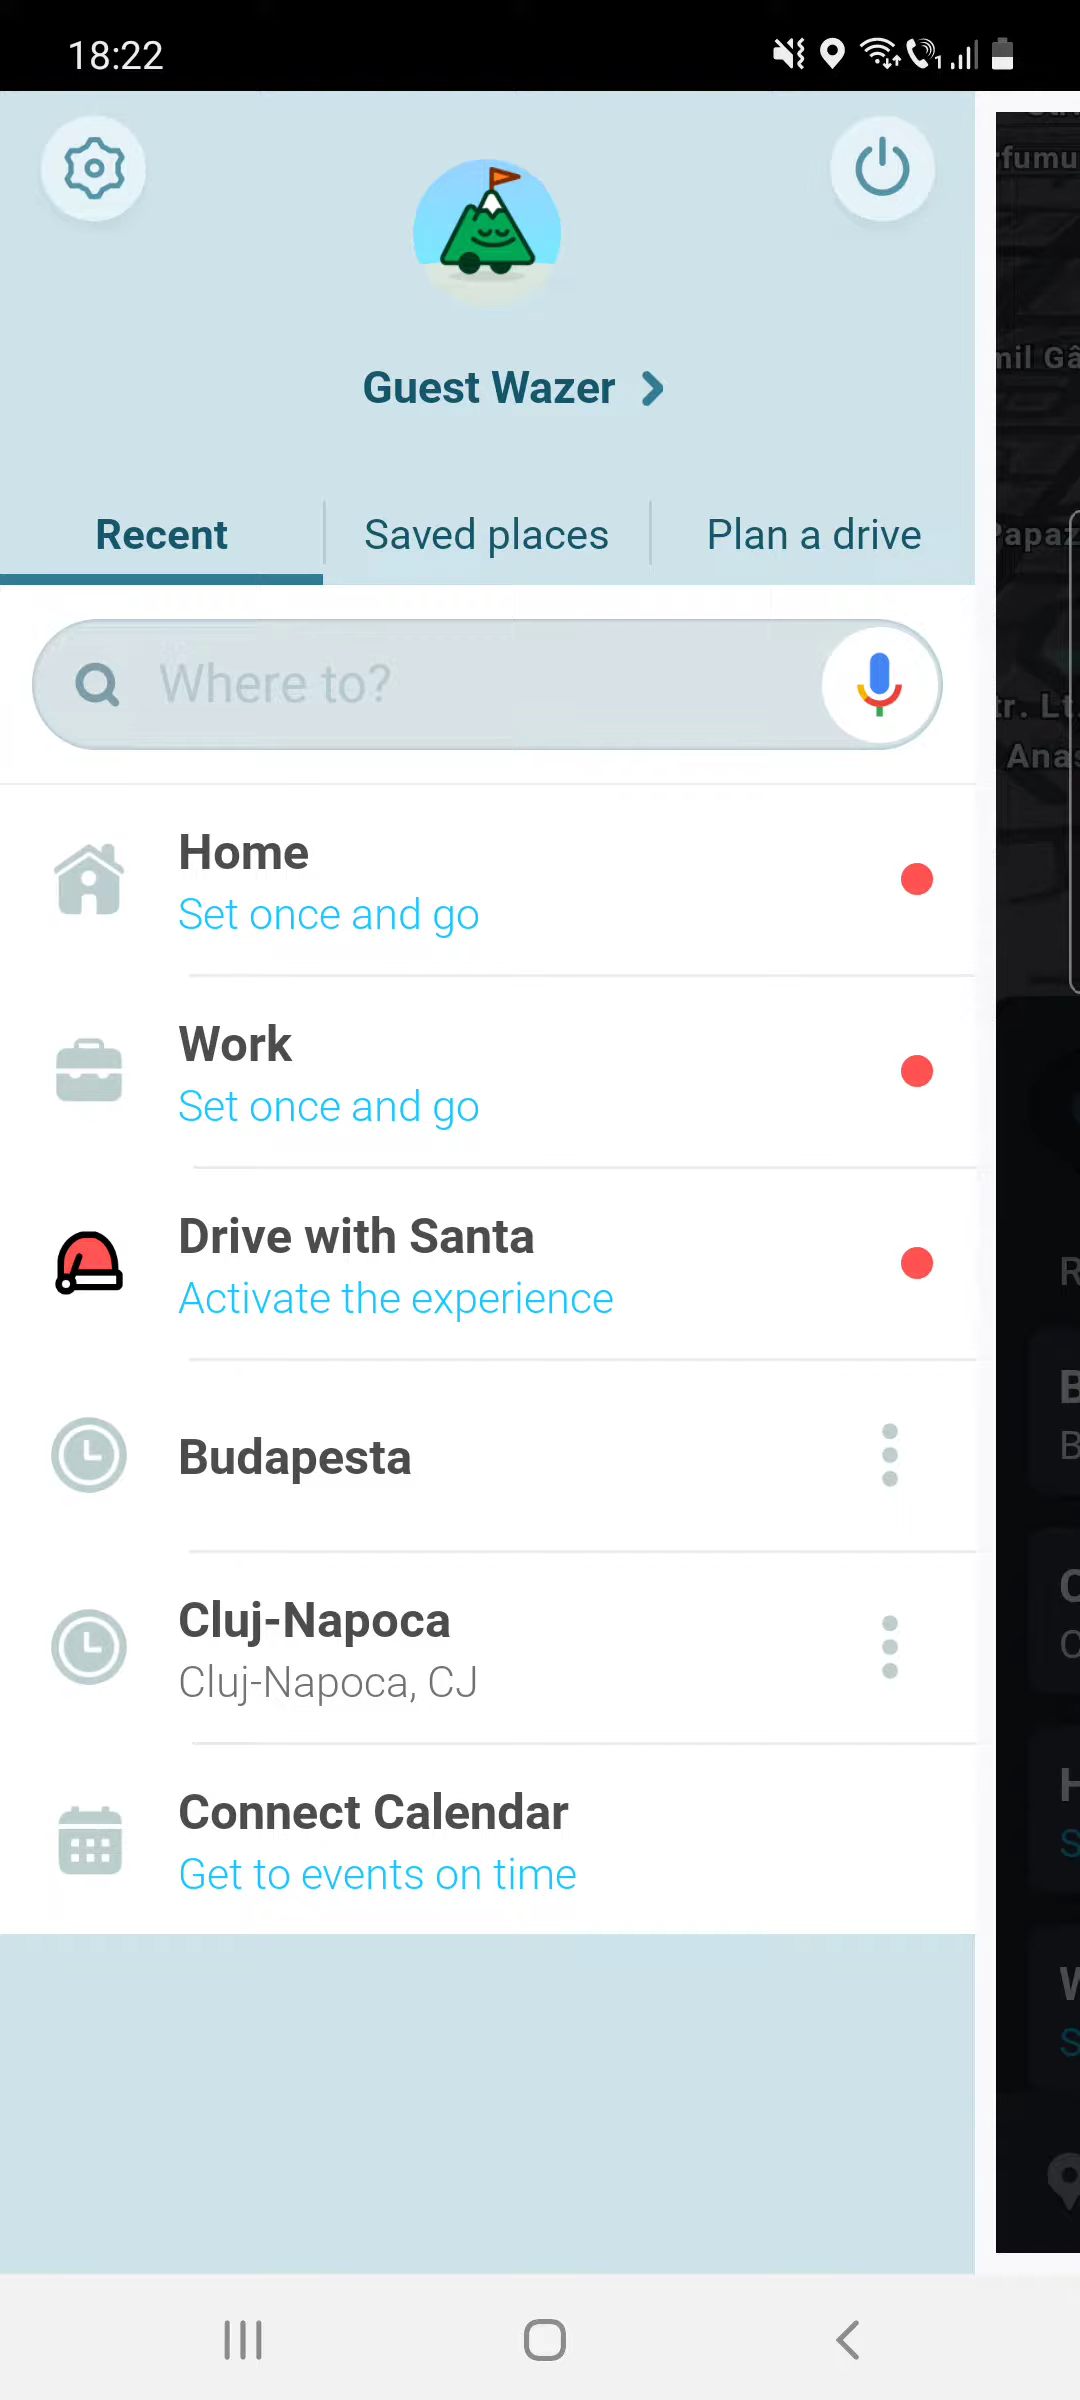 18:22
Guest Wazer
Recent
Saved places
Plan a drive
Where to?
Home
Set once and go
Work
Set once and go
Drive with Santa
Activate the experience
Budapesta
Cluj-Napoca
Cluj-Napoca, CJ
Connect Calendar
Get to events on time